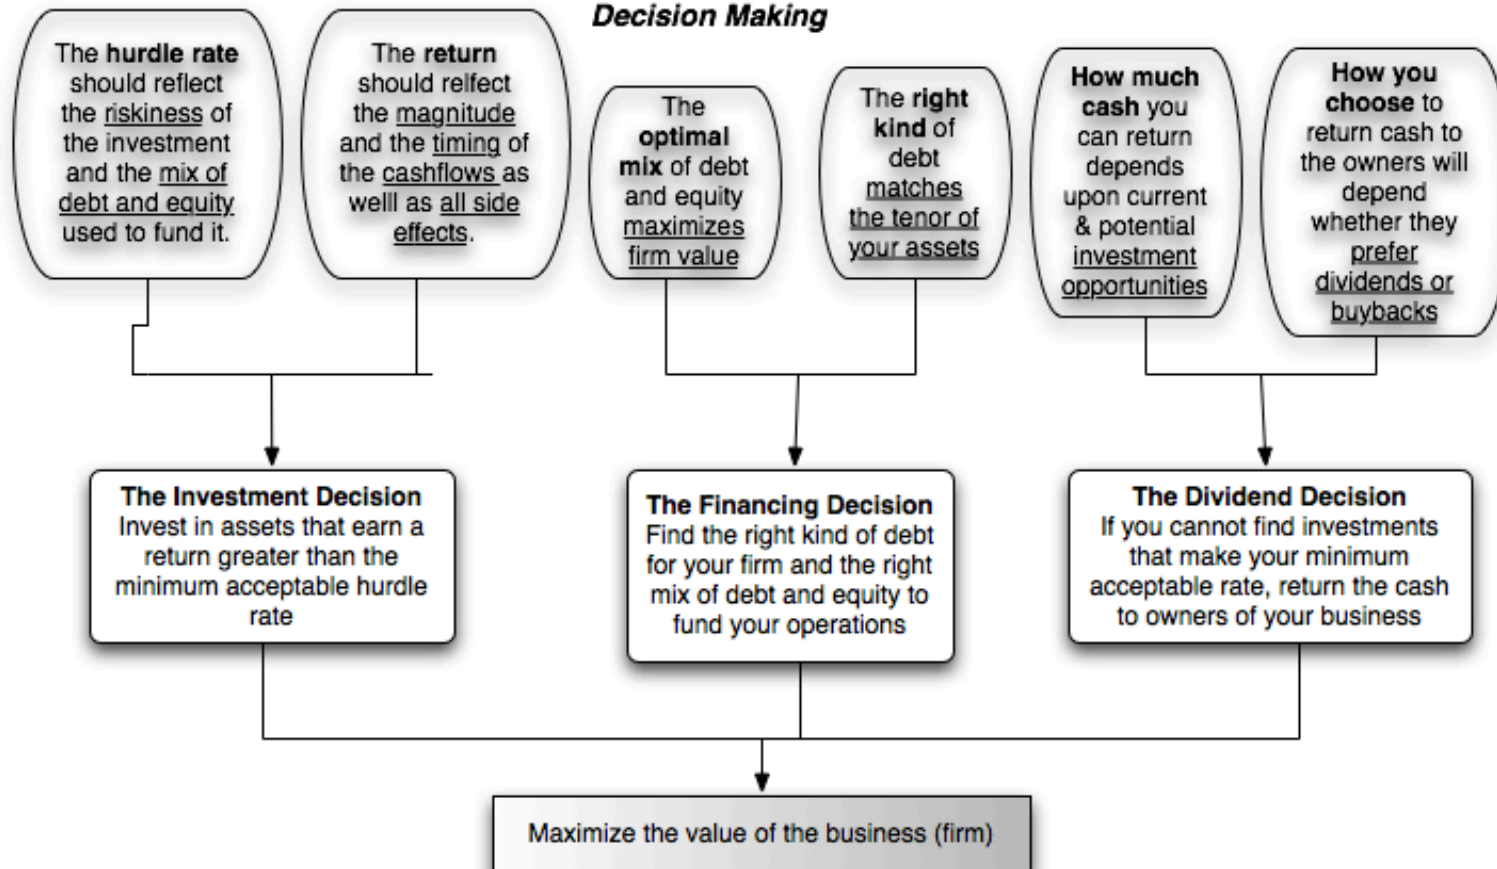 Decision Making
The hurdle rate
should reflect
the riskiness of
the investment
and the mix of
debt and equity
used to fund it.
The return
should relfect
the magnitude
and the timing of
the cashflows as
welll as all side
effects.
The
optimal
mix of debt
and equity
maximizes
firm value
The right
kind of
debt
matches
the tenor of
your assets
How much
cash you
can return
depends
upon current
& potential
investment
opportunities
How you
choose to
return cash to
the owners will
depend
whether they
prefer
dividends or
buybacks
The Investment Decision
Invest in assets that earn a
return greater than the
minimum acceptable hurdle
rate
The Financing Decision
Find the right kind of debt
for your firm and the right
mix of debt and equity to
fund your operations
The Dividend Decision
If you cannot find investments
that make your minimum
acceptable rate, return the cash
to owners of your business
Maximize the value of the business (firm)